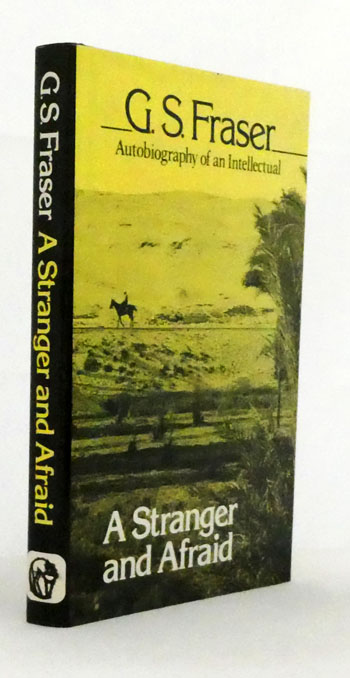 G.S. Fraser A Stranger and Afraid
G.S. Fraser
Autobiography of an Intellectual
A Stranger
and Afraid